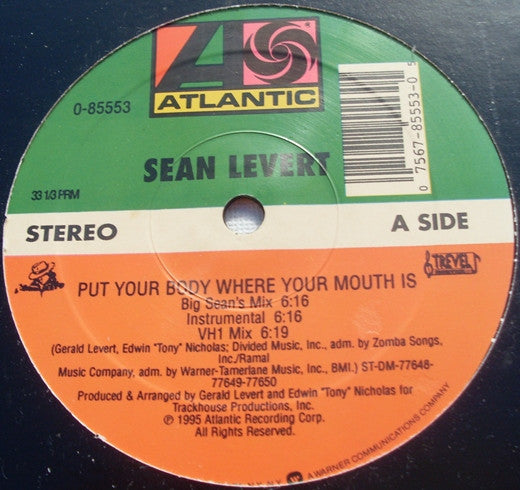 ATLANTIC
0-85553
0 7567-85553-0 5
SEAN LEVERT
33 1/3 PRM
STEREO
A SIDE
TREVEL
PUT YOUR BODY WHERE YOUR MOUTH IS
Big Sean's Mix 6:16
Instrumental 6:16
VH1 Mix 6:19
(Gerald Levert, Edwin "Tony" Nicholas; Divided Music, Inc., adm. by Zomba Songs,
Inc./Ramal
Music Company, adm. by Warner-Tamerlane Music, Inc., BMI.) ST-DM-77648-
77649-77650
Produced & Arranged by Gerald Levert and Edwin "Tony" Nicholas for
Trackhouse Productions, Inc.
℗ 1995 Atlantic Recording Corp.
All Rights Reserved.
A WARNER COMMUNICATIONS COMPANY